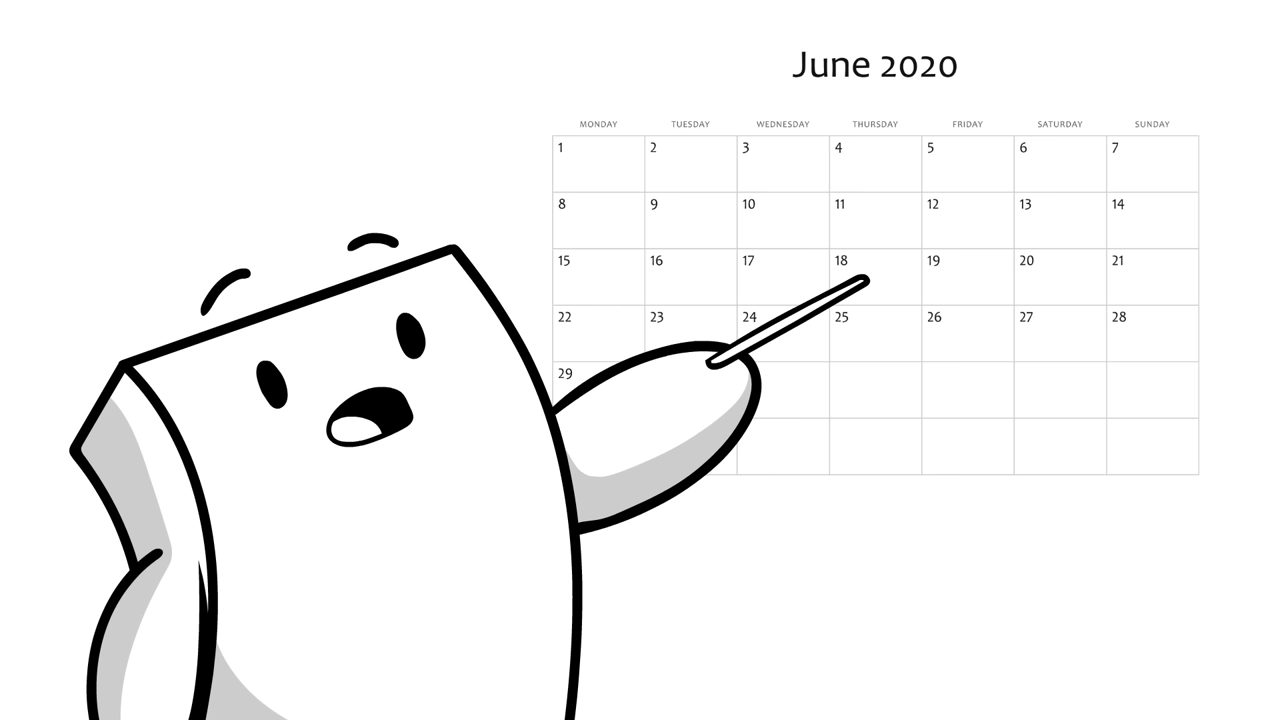 June 2020
MONDAY TUESDAY WEDNESDAY THURSDAY FRIDAY SATURDAY SUNDAY
1 2 3 4 5 6 7
8 9 10 11 12 13 14
15 16 17 18 19 20 21
22 23 24 25 26 27 28
29